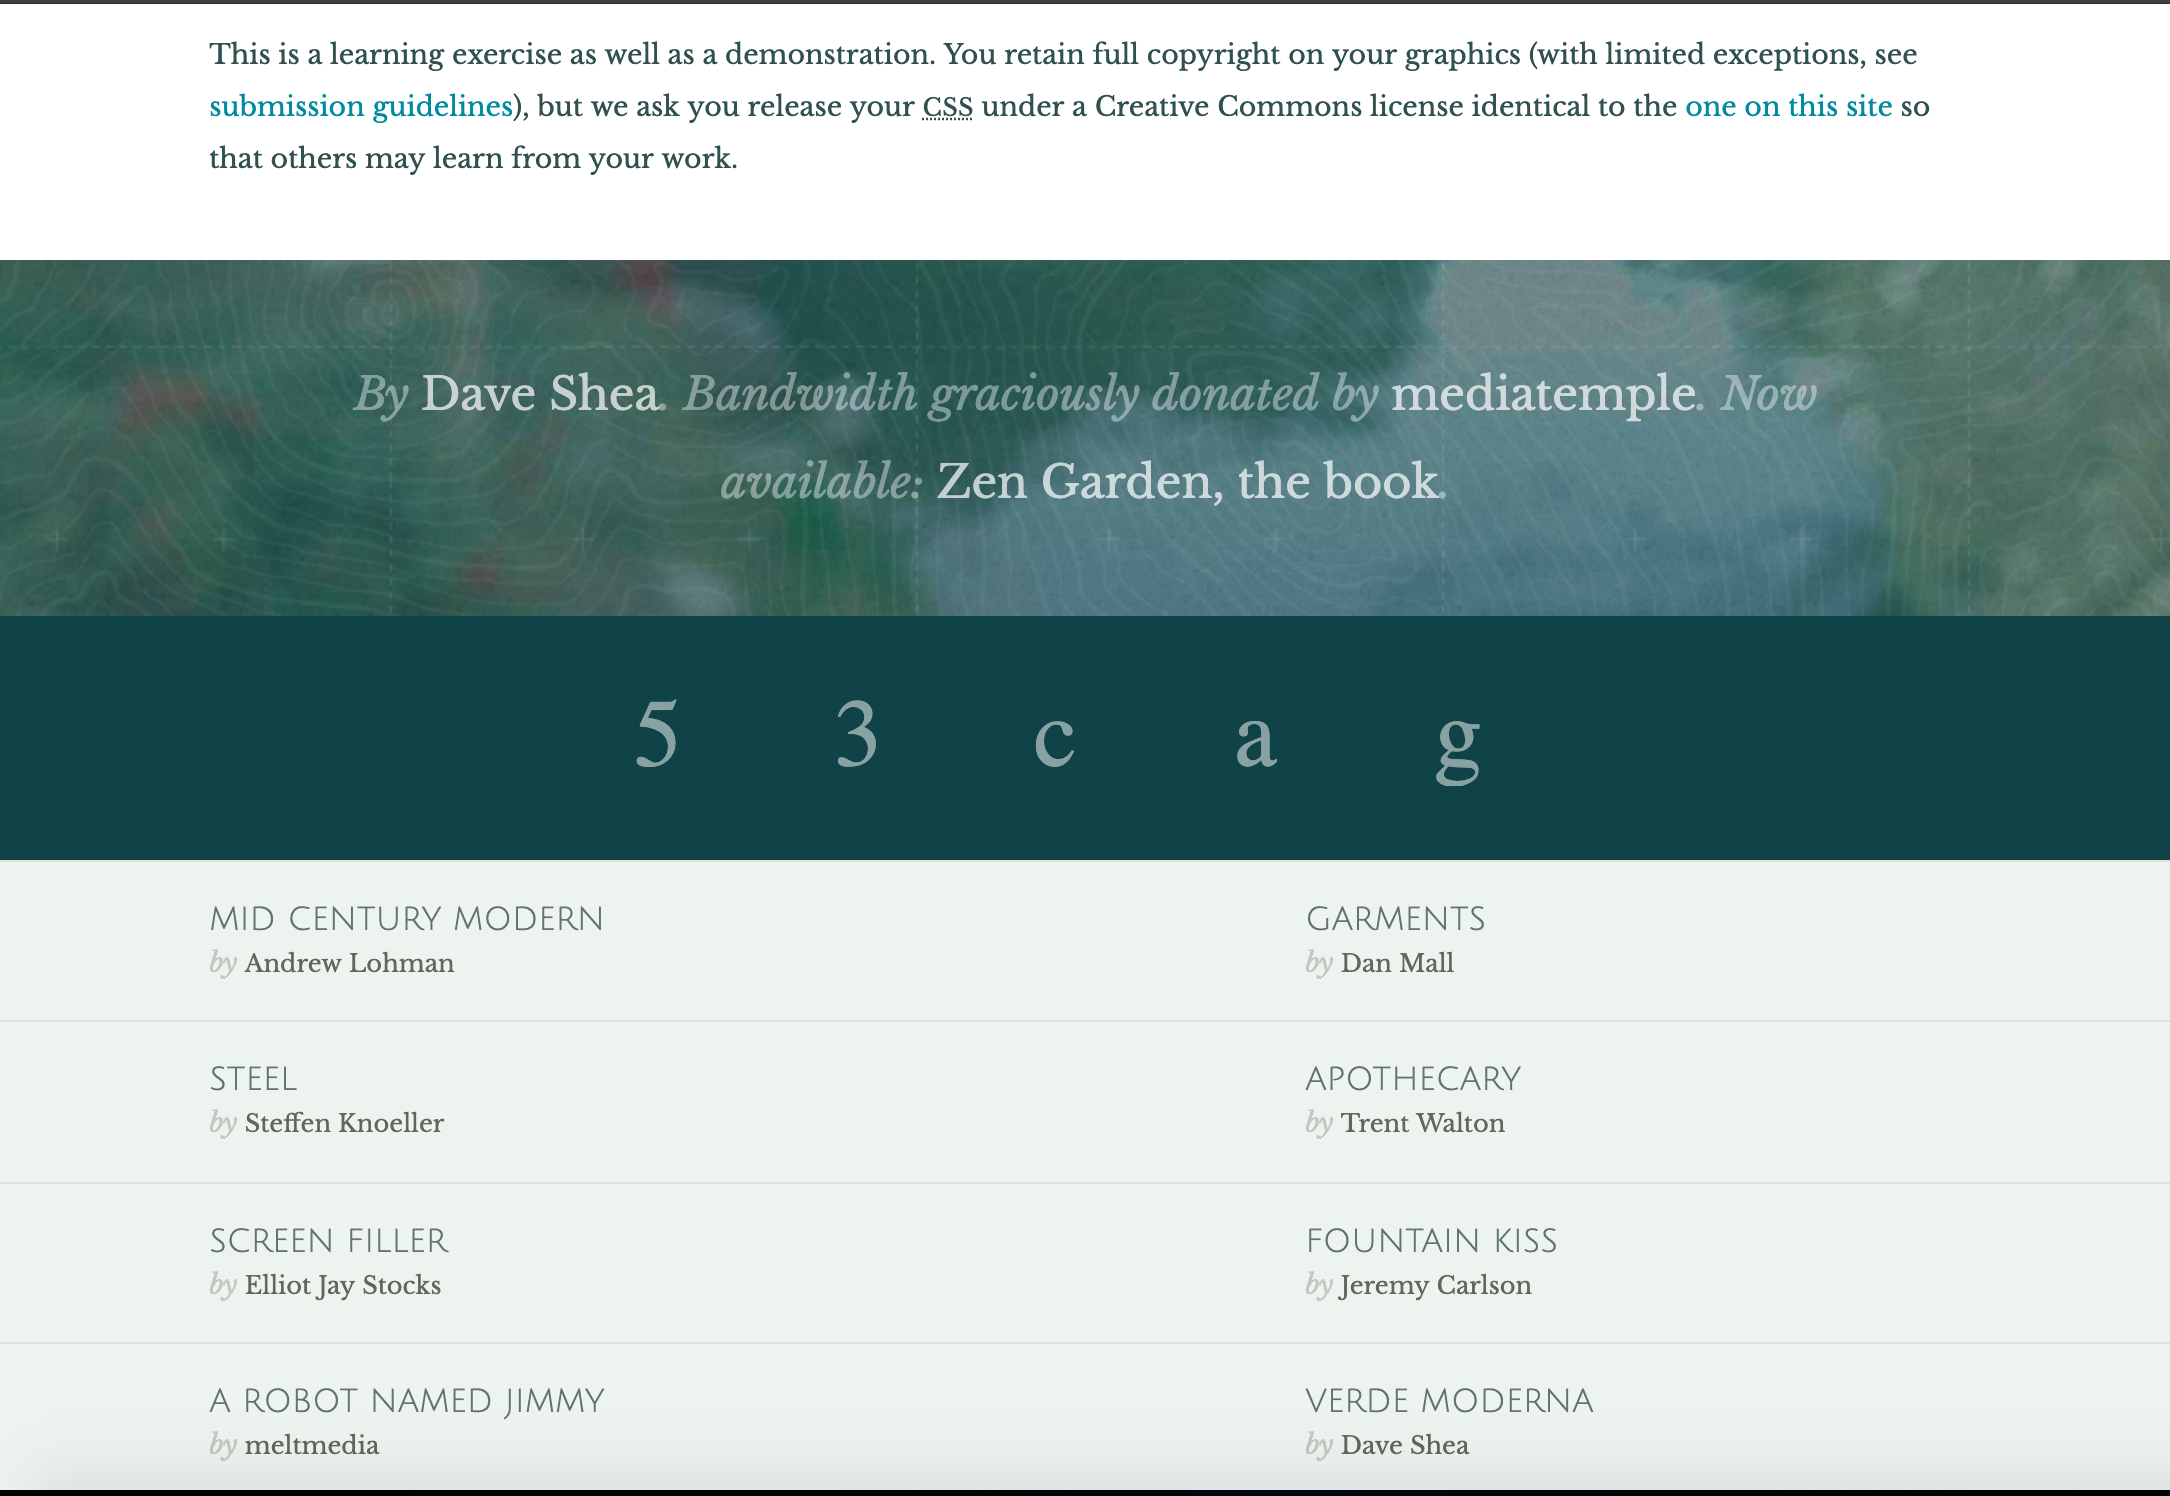 This is a learning exercise as well as a demonstration. You retain full copyright on your graphics (with limited exceptions, see
submission guidelines), but we ask you release your CSS under a Creative Commons license identical to the one on this site so
that others may learn from your work.
By Dave Shea. Bandwidth graciously donated by mediatemple. Now
available: Zen Garden, the book.
5 3 c a g
MID CENTURY MODERN
by Andrew Lohman
GARMENTS
by Dan Mall
STEEL
by Steffen Knoeller
APOTHECARY
by Trent Walton
SCREEN FILLER
by Elliot Jay Stocks
FOUNTAIN KISS
by Jeremy Carlson
A ROBOT NAMED JIMMY
by meltmedia
VERDE MODERNA
by Dave Shea